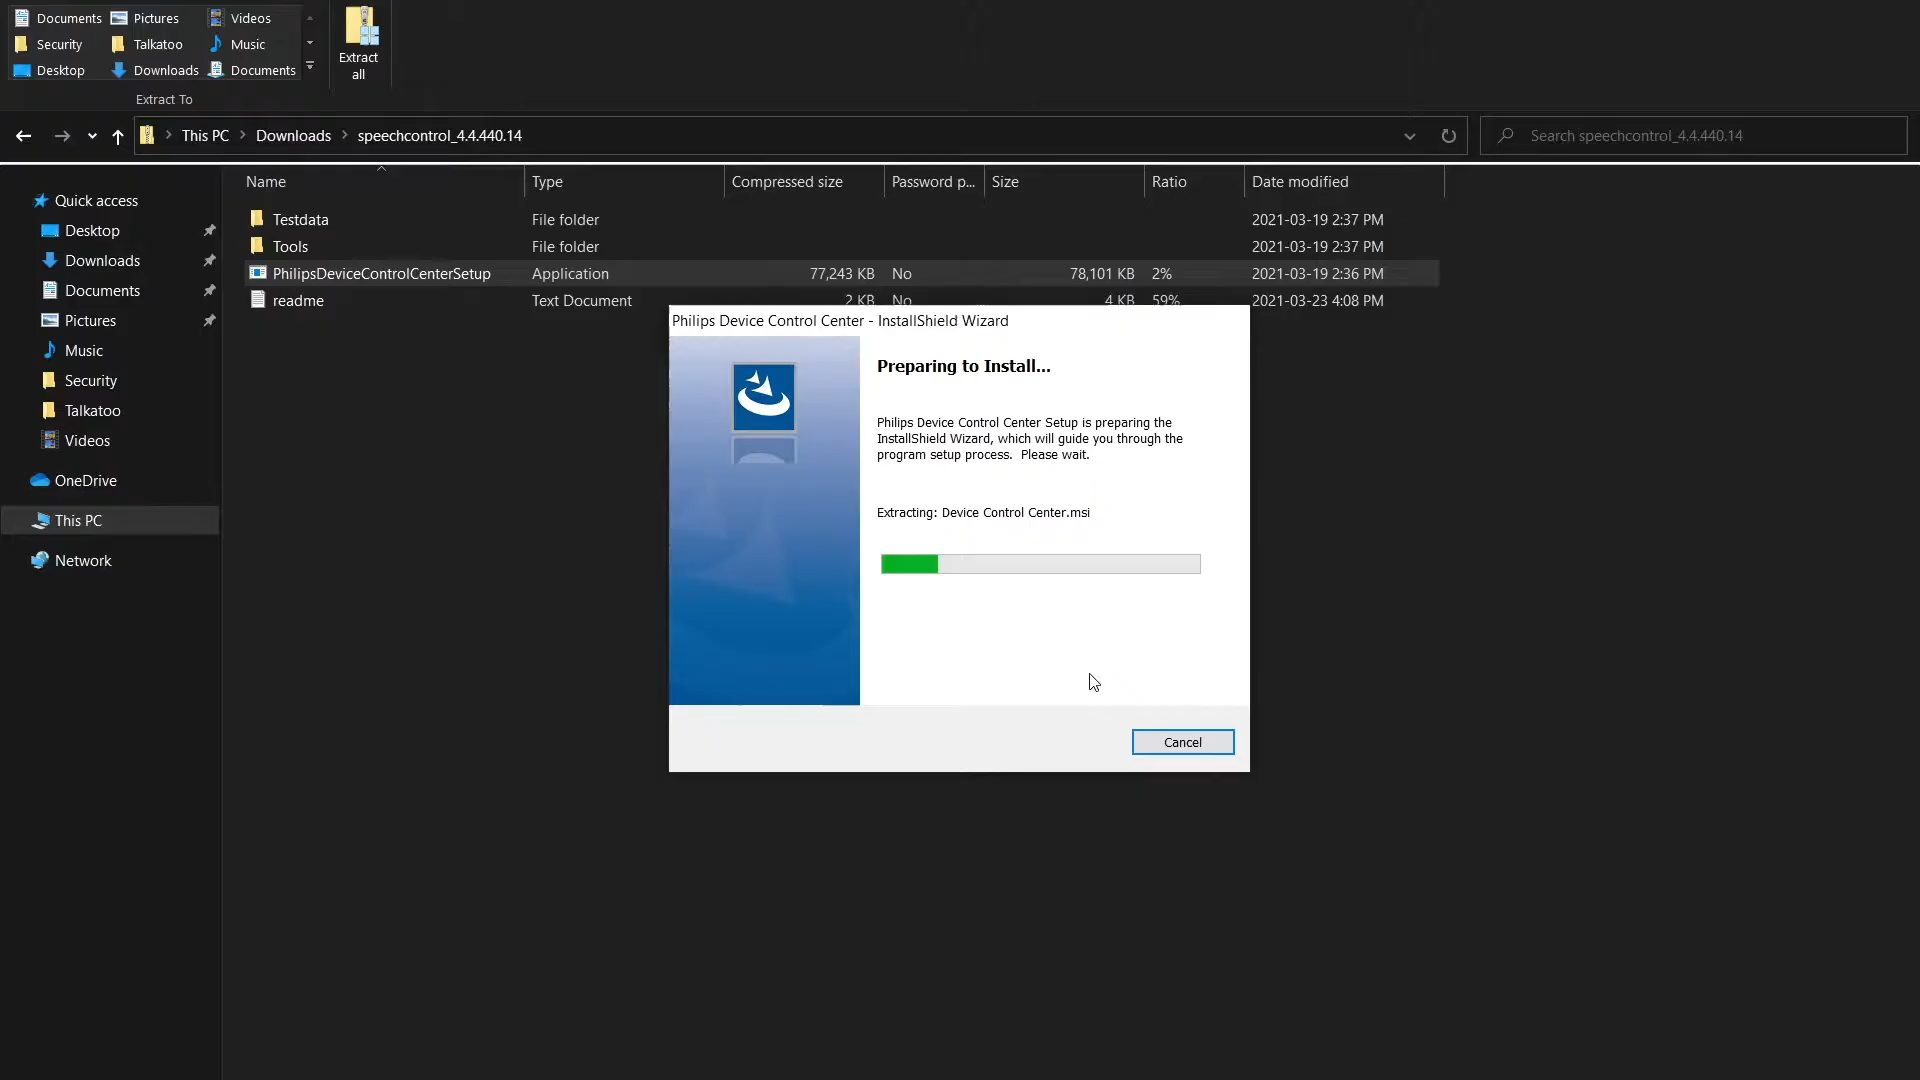 Documents Pictures Videos
Security Talkatoo Music
Desktop Downloads Documents
Extract
all
Extract To
This PC Downloads speechcontrol_4.4.440.14
Search speechcontrol_4.4.440.14
Name Type Compressed size Password p... Size Ratio Date modified
Testdata File folder 2021-03-19 2:37 PM
Tools File folder 2021-03-19 2:37 PM
PhilipsDeviceControlCenterSetup Application 77,243 KB No 78,101 KB 2% 2021-03-19 2:36 PM
readme Text Document 2 KB No 4 KB 59% 2021-03-23 4:08 PM
Quick access
Desktop
Downloads
Documents
Pictures
Music
Security
Talkatoo
Videos
OneDrive
This PC
Network
Philips Device Control Center - InstallShield Wizard
Preparing to Install...
Philips Device Control Center Setup is preparing the
InstallShield Wizard, which will guide you through the
program setup process. Please wait.
Extracting: Device Control Center.msi
Cancel